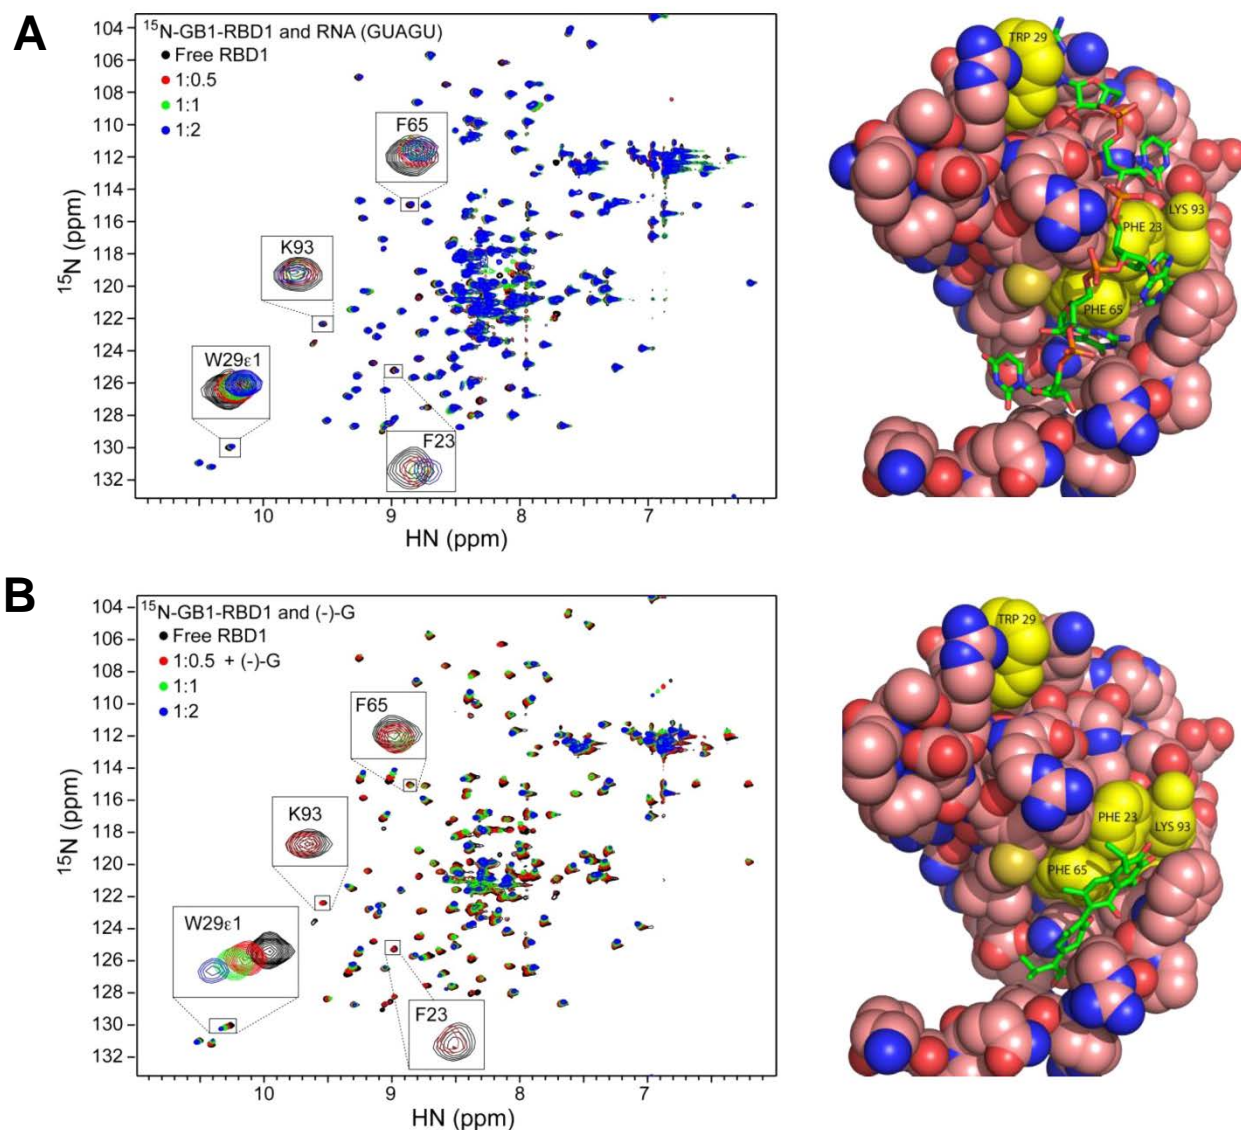 A
¹⁵N-GB1-RBD1 and RNA (GUAGU)
Free RBD1
1:0.5
1:1
1:2
F65
K93
W29ε1
F23
104
106
108
110
112
114
116
118
120
122
124
126
128
130
132
¹⁵N (ppm)
10
9
8
7
HN (ppm)
TRP 29
LYS 93
PHE 23
PHE 65
B
¹⁵N-GB1-RBD1 and (-)-G
Free RBD1
1:0.5 + (-)-G
1:1
1:2
F65
K93
W29ε1
F23
104
106
108
110
112
114
116
118
120
122
124
126
128
130
132
¹⁵N (ppm)
10
9
8
7
HN (ppm)
TRP 29
PHE 23
LYS 93
PHE 65